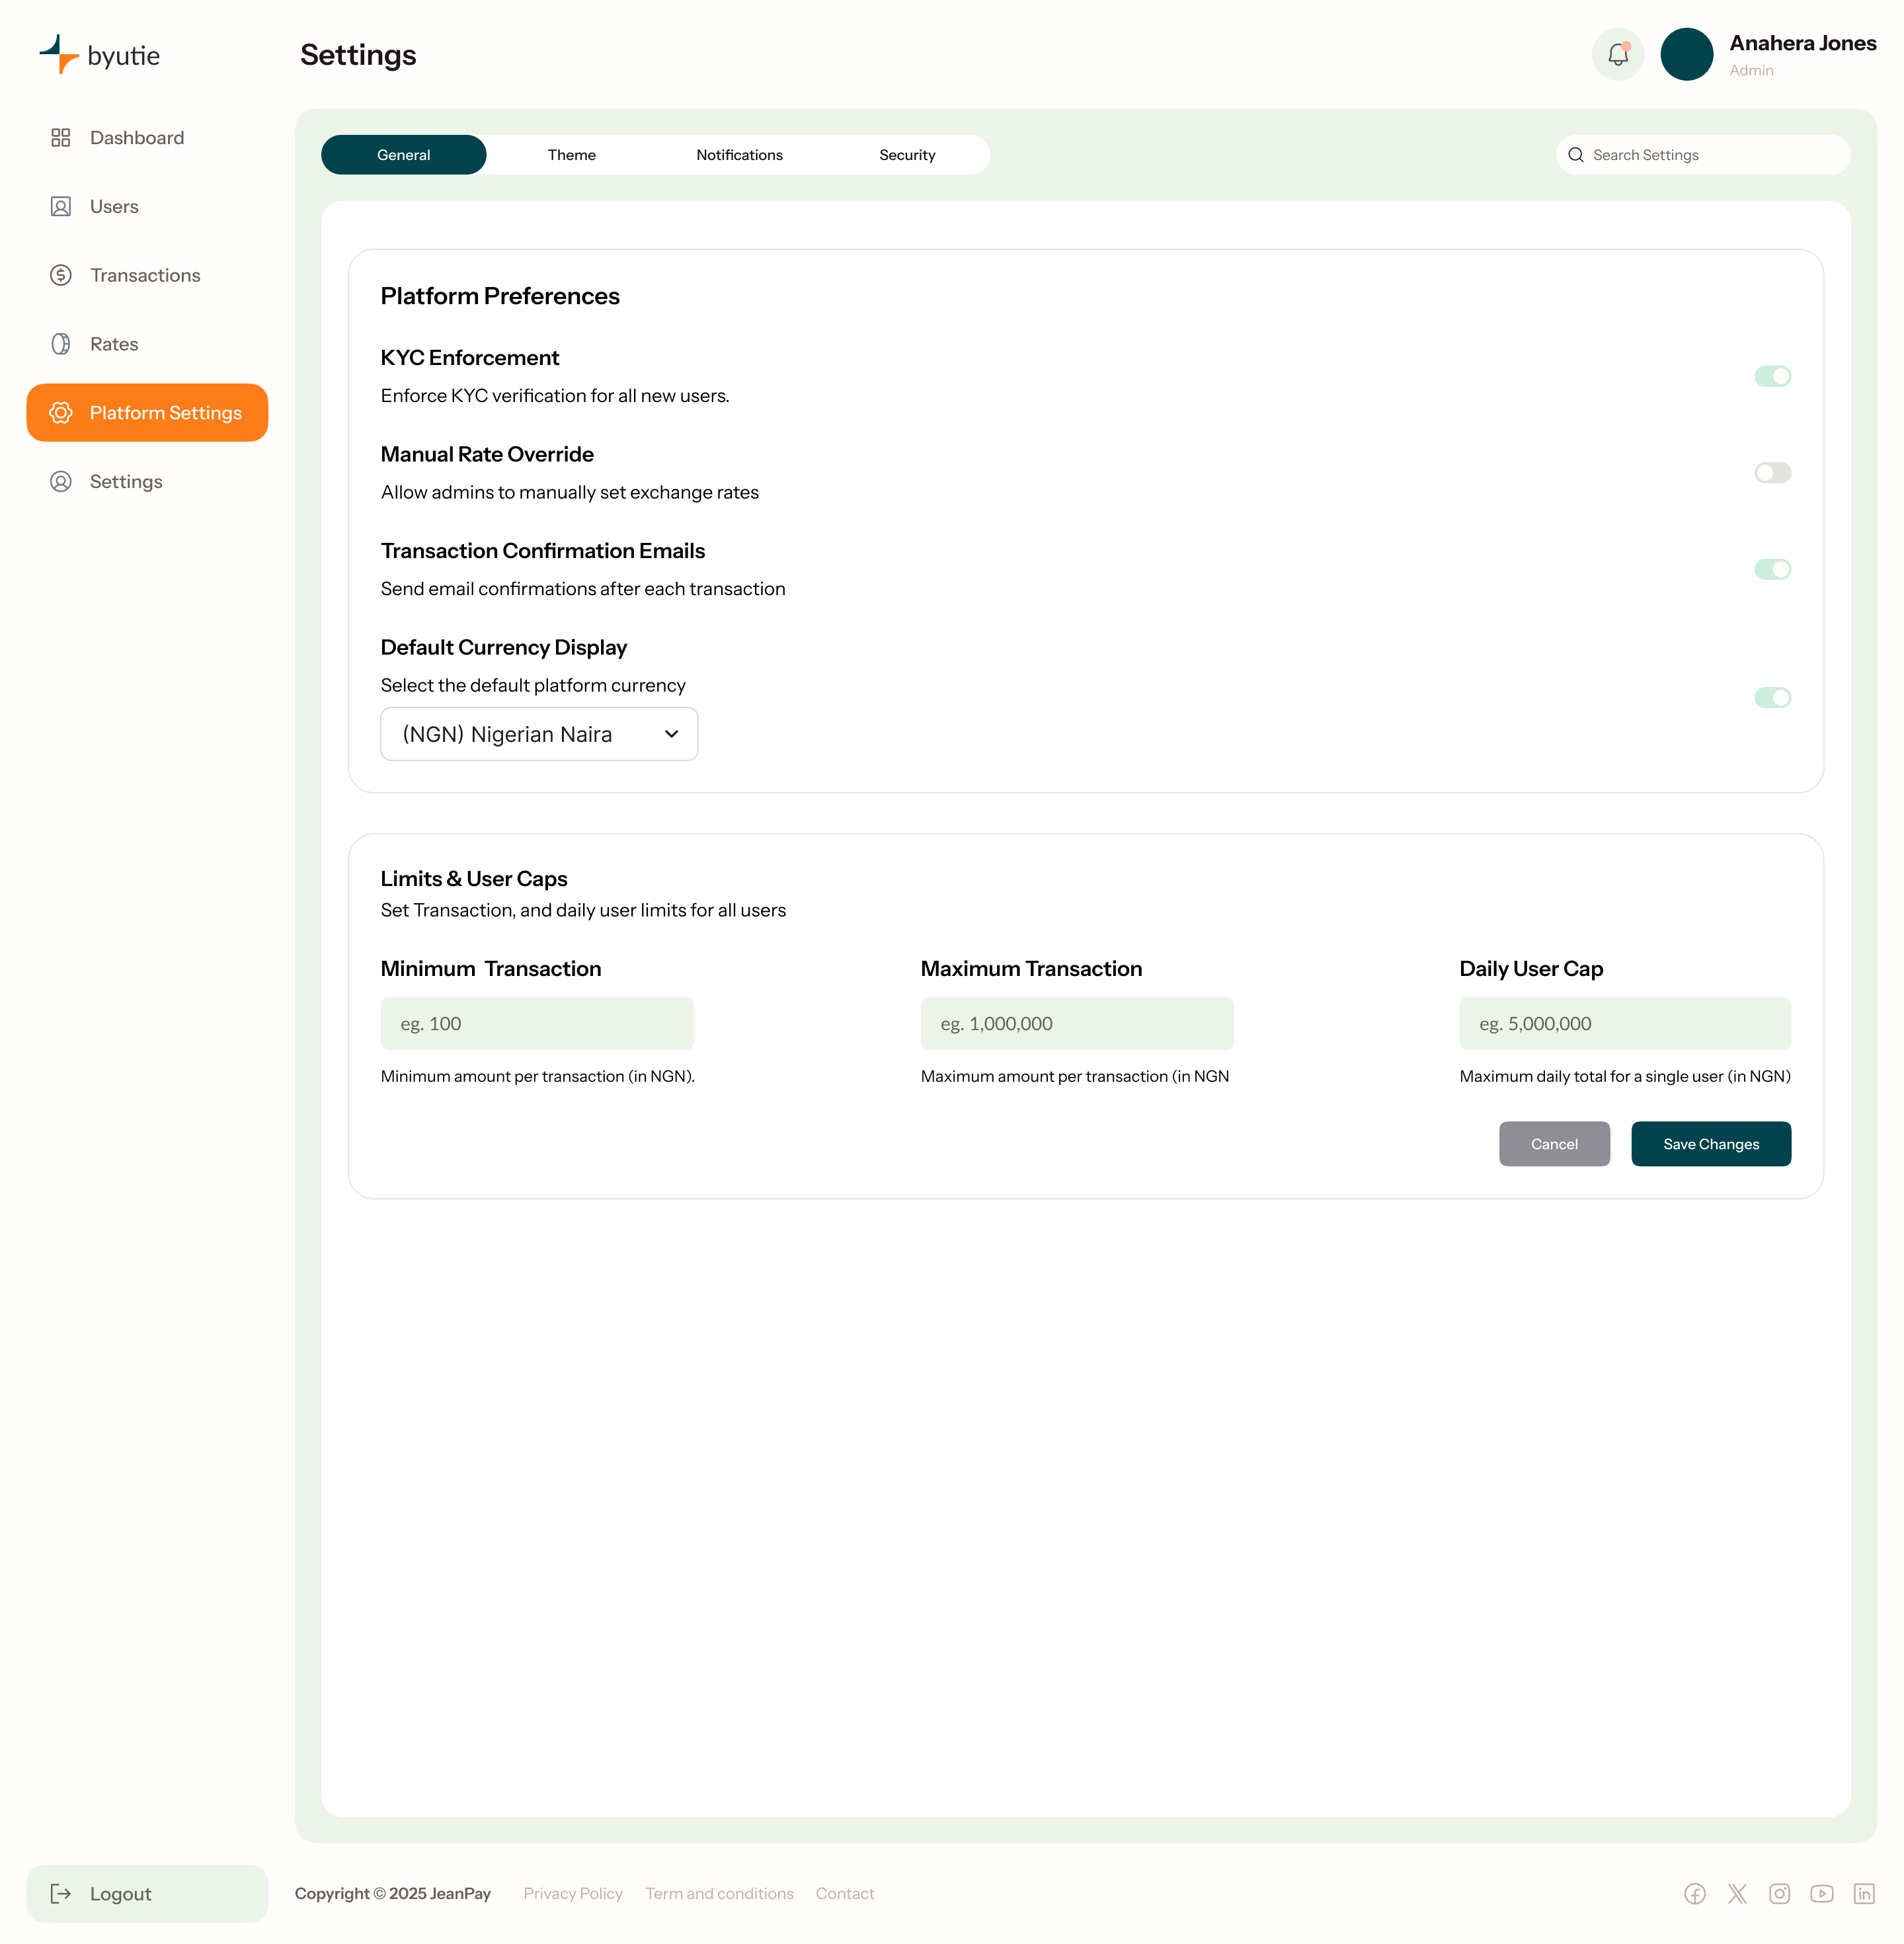 byutie
Settings
Anahera Jones
Admin
Dashboard
Users
Transactions
Rates
Platform Settings
Settings
General
Theme
Notifications
Security
Search Settings
Platform Preferences
KYC Enforcement
Enforce KYC verification for all new users.
Manual Rate Override
Allow admins to manually set exchange rates
Transaction Confirmation Emails
Send email confirmations after each transaction
Default Currency Display
Select the default platform currency
(NGN) Nigerian Naira
Limits & User Caps
Set Transaction, and daily user limits for all users
Minimum  Transaction
eg. 100
Minimum amount per transaction (in NGN).
Maximum Transaction
eg. 1,000,000
Maximum amount per transaction (in NGN
Daily User Cap
eg. 5,000,000
Maximum daily total for a single user (in NGN)
Cancel
Save Changes
Logout
Copyright © 2025 JeanPay
Privacy Policy
Term and conditions
Contact